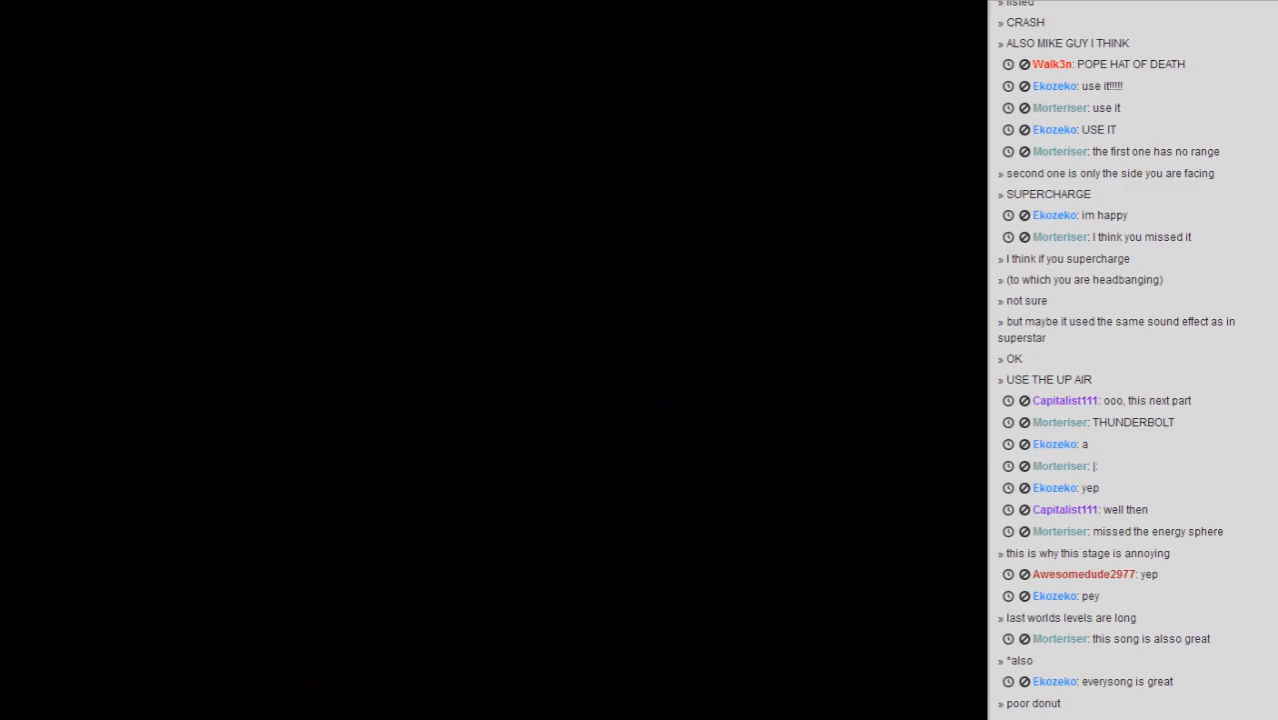 » listed
» CRASH
» ALSO MIKE GUY I THINK
Walk3n: POPE HAT OF DEATH
Ekozeko: use it!!!!!
Morteriser: use it
Ekozeko: USE IT
Morteriser: the first one has no range
» second one is only the side you are facing
» SUPERCHARGE
Ekozeko: im happy
Morteriser: I think you missed it
» I think if you supercharge
» (to which you are headbanging)
» not sure
» but maybe it used the same sound effect as in
superstar
» OK
» USE THE UP AIR
Capitalist111: ooo, this next part
Morteriser: THUNDERBOLT
Ekozeko: a
Morteriser: |:
Ekozeko: yep
Capitalist111: well then
Morteriser: missed the energy sphere
» this is why this stage is annoying
Awesomedude2977: yep
Ekozeko: pey
» last worlds levels are long
Morteriser: this song is alsso great
» *also
Ekozeko: everysong is great
» poor donut